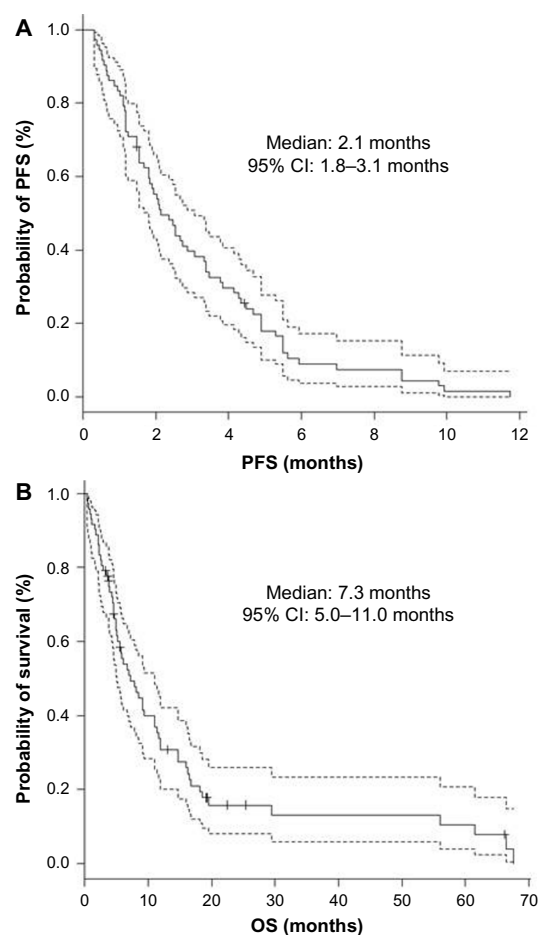 A
Probability of PFS (%)
1.0
0.8
0.6
0.4
0.2
0.0
Median: 2.1 months
95% CI: 1.8–3.1 months
0 2 4 6 8 10 12
PFS (months)
B
Probability of survival (%)
1.0
0.8
0.6
0.4
0.2
0.0
Median: 7.3 months
95% CI: 5.0–11.0 months
0 10 20 30 40 50 60 70
OS (months)